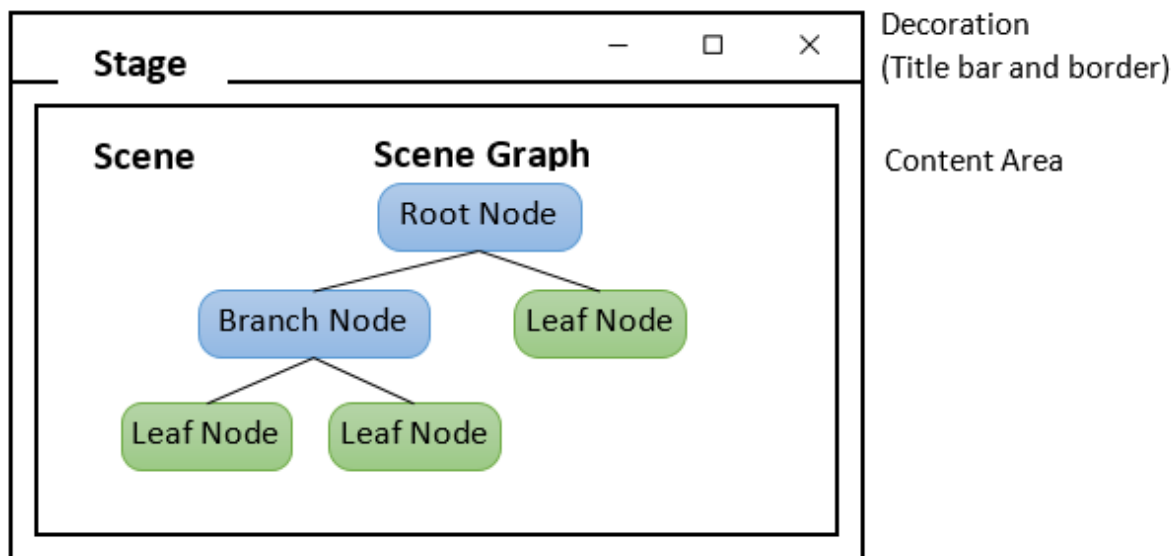 Decoration
(Title bar and border)
Stage
Scene
Scene Graph
Content Area
Root Node
Branch Node
Leaf Node
Leaf Node
Leaf Node